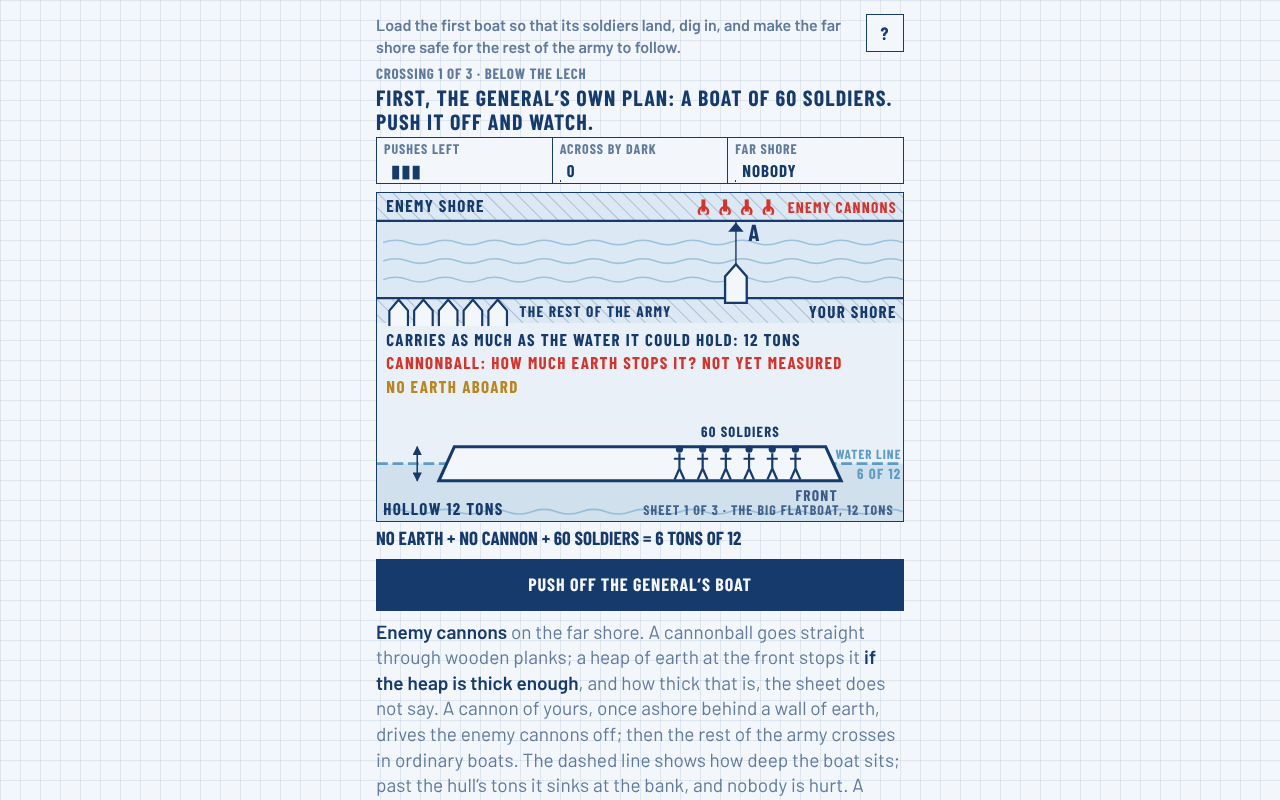 Load the first boat so that its soldiers land, dig in, and make the far
shore safe for the rest of the army to follow.
?
CROSSING 1 OF 3 · BELOW THE LECH
FIRST, THE GENERAL’S OWN PLAN: A BOAT OF 60 SOLDIERS.
PUSH IT OFF AND WATCH.
PUSHES LEFT
ACROSS BY DARK
0
FAR SHORE
NOBODY
ENEMY SHORE
ENEMY CANNONS
A
THE REST OF THE ARMY
YOUR SHORE
CARRIES AS MUCH AS THE WATER IT COULD HOLD: 12 TONS
CANNONBALL: HOW MUCH EARTH STOPS IT? NOT YET MEASURED
NO EARTH ABOARD
60 SOLDIERS
WATER LINE
6 OF 12
FRONT
HOLLOW 12 TONS
SHEET 1 OF 3 · THE BIG FLATBOAT, 12 TONS
NO EARTH + NO CANNON + 60 SOLDIERS = 6 TONS OF 12
PUSH OFF THE GENERAL’S BOAT
Enemy cannons on the far shore. A cannonball goes straight
through wooden planks; a heap of earth at the front stops it if
the heap is thick enough, and how thick that is, the sheet does
not say. A cannon of yours, once ashore behind a wall of earth,
drives the enemy cannons off; then the rest of the army crosses
in ordinary boats. The dashed line shows how deep the boat sits;
past the hull’s tons it sinks at the bank, and nobody is hurt. A